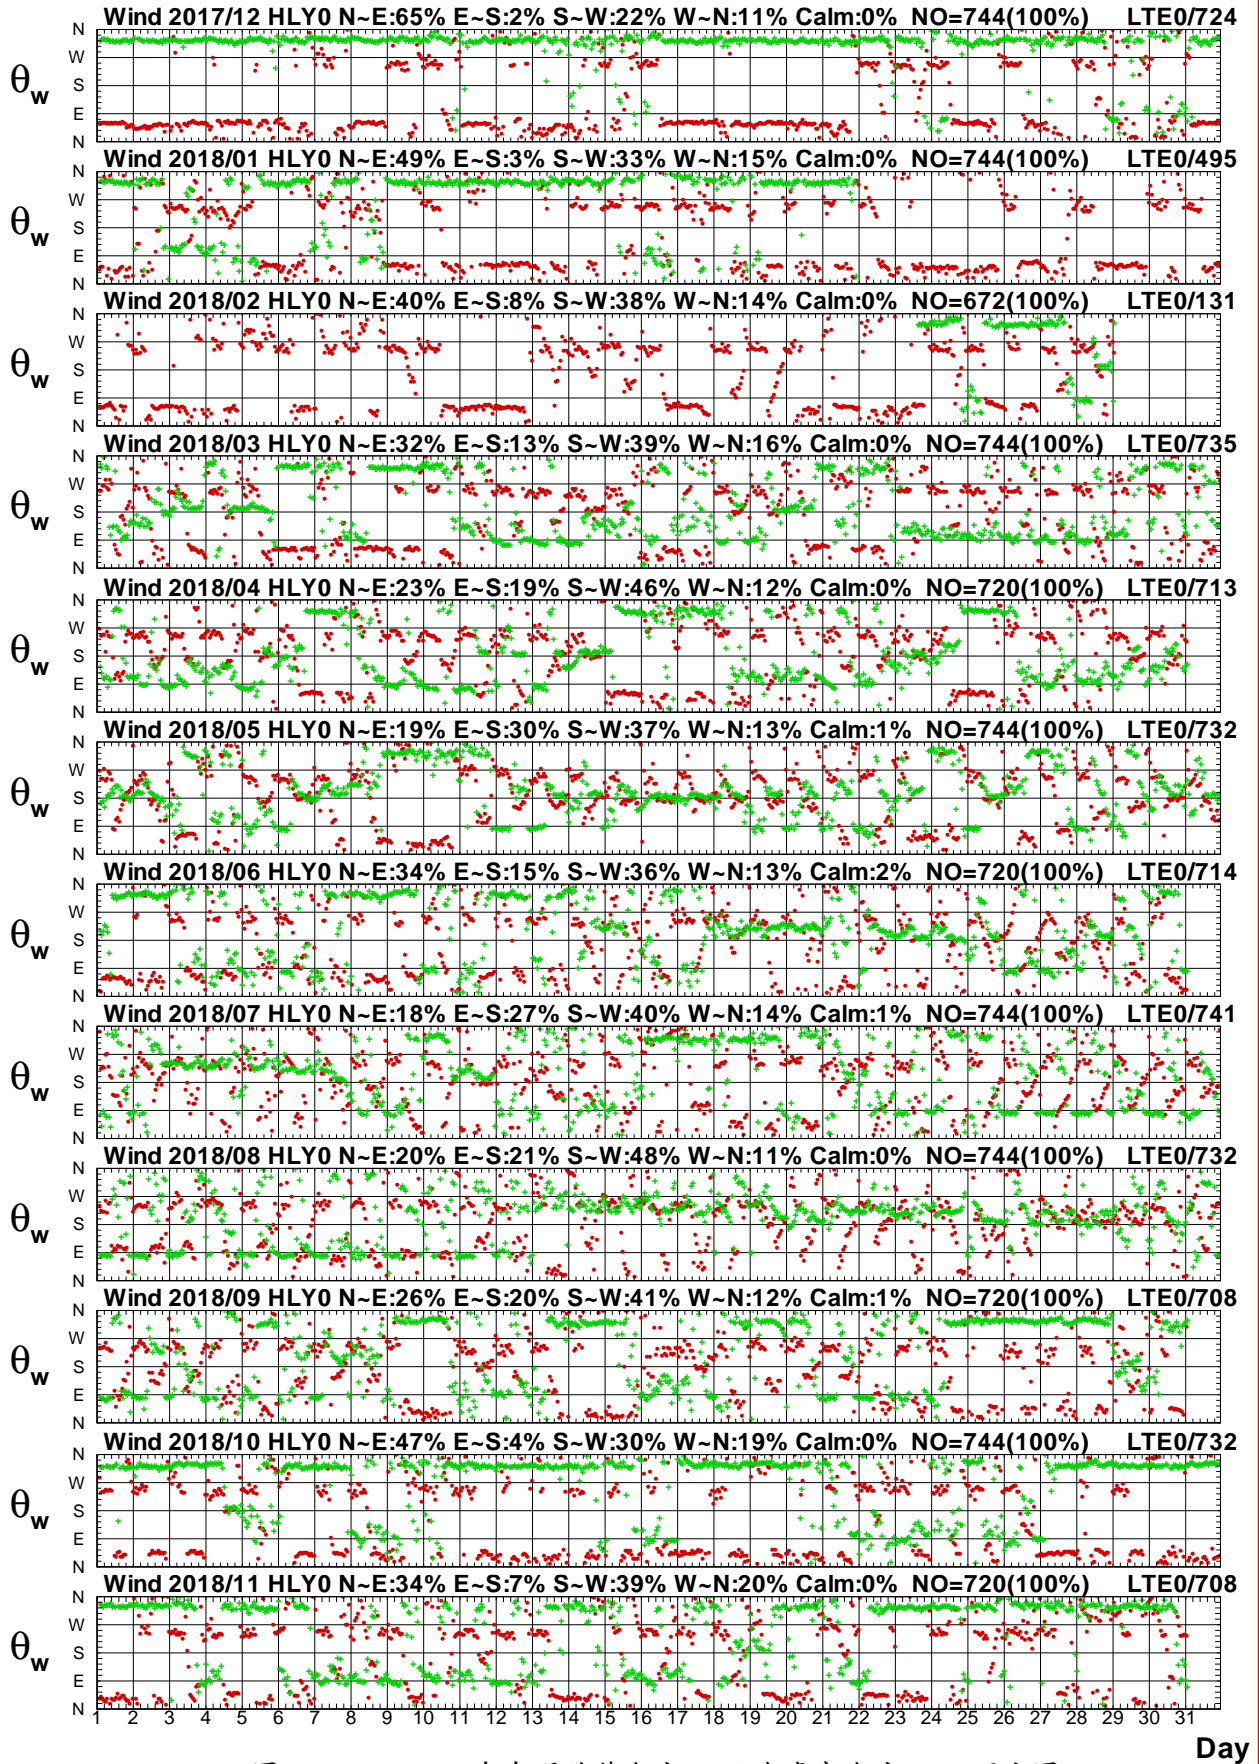 Wind 2017/12 HLY0 N~E:65% E~S:2% S~W:22% W~N:11% Calm:0% NO=744(100%) LTE0/724
N
W
θw
S
E
N
Wind 2018/01 HLY0 N~E:49% E~S:3% S~W:33% W~N:15% Calm:0% NO=744(100%) LTE0/495
N
W
θw
S
E
N
Wind 2018/02 HLY0 N~E:40% E~S:8% S~W:38% W~N:14% Calm:0% NO=672(100%) LTE0/131
N
W
θw
S
E
N
Wind 2018/03 HLY0 N~E:32% E~S:13% S~W:39% W~N:16% Calm:0% NO=744(100%) LTE0/735
N
W
θw
S
E
N
Wind 2018/04 HLY0 N~E:23% E~S:19% S~W:46% W~N:12% Calm:0% NO=720(100%) LTE0/713
N
W
θw
S
E
N
Wind 2018/05 HLY0 N~E:19% E~S:30% S~W:37% W~N:13% Calm:1% NO=744(100%) LTE0/732
N
W
θw
S
E
N
Wind 2018/06 HLY0 N~E:34% E~S:15% S~W:36% W~N:13% Calm:2% NO=720(100%) LTE0/714
N
W
θw
S
E
N
Wind 2018/07 HLY0 N~E:18% E~S:27% S~W:40% W~N:14% Calm:1% NO=744(100%) LTE0/741
N
W
θw
S
E
N
Wind 2018/08 HLY0 N~E:20% E~S:21% S~W:48% W~N:11% Calm:0% NO=744(100%) LTE0/732
N
W
θw
S
E
N
Wind 2018/09 HLY0 N~E:26% E~S:20% S~W:41% W~N:12% Calm:1% NO=720(100%) LTE0/708
N
W
θw
S
E
N
Wind 2018/10 HLY0 N~E:47% E~S:4% S~W:30% W~N:19% Calm:0% NO=744(100%) LTE0/732
N
W
θw
S
E
N
Wind 2018/11 HLY0 N~E:34% E~S:7% S~W:39% W~N:20% Calm:0% NO=720(100%) LTE0/708
N
W
θw
S
E
N
1 2 3 4 5 6 7 8 9 10 11 12 13 14 15 16 17 18 19 20 21 22 23 24 25 26 27 28 29 30 31
Day